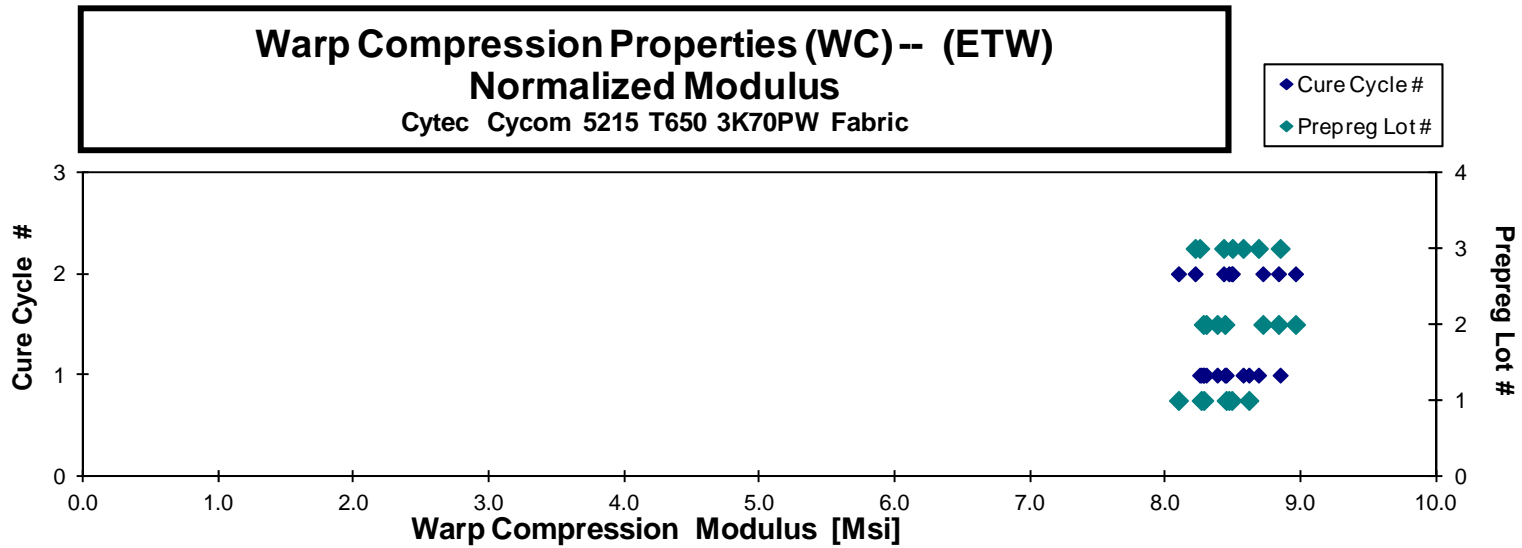 Warp Compression Properties (WC) -- (ETW)
Normalized Modulus
Cytec Cycom 5215 T650 3K70PW Fabric
Cure Cycle #
Prepreg Lot #
3
2
1
0
Cure Cycle #
4
3
2
1
0
Prepreg Lot #
0.0 1.0 2.0 3.0 4.0 5.0 6.0 7.0 8.0 9.0 10.0
Warp Compression Modulus [Msi]